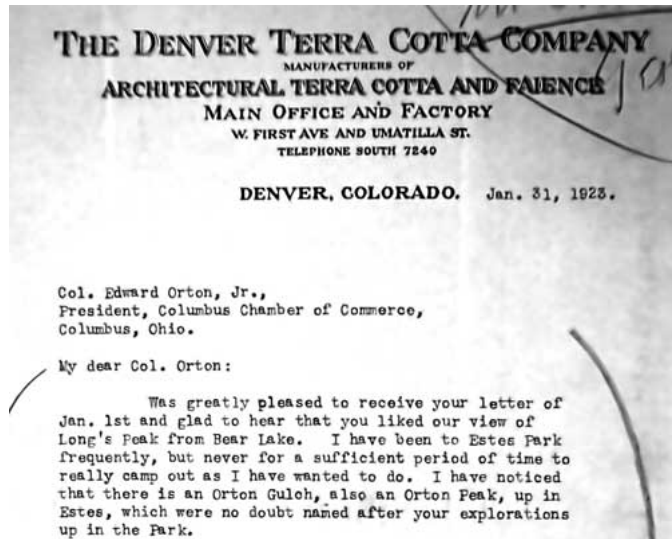 THE DENVER TERRA COTTA COMPANY
MANUFACTURERS OF
ARCHITECTURAL TERRA COTTA AND FAIENCE
MAIN OFFICE AND FACTORY
W. FIRST AVE AND UMATILLA ST.
TELEPHONE SOUTH 7240
DENVER, COLORADO. Jan. 31, 1923.
Col. Edward Orton, Jr.,
President, Columbus Chamber of Commerce,
Columbus, Ohio.
My dear Col. Orton:
Was greatly pleased to receive your letter of
Jan. 1st and glad to hear that you liked our view of
Long's Peak from Bear Lake. I have been to Estes Park
frequently, but never for a sufficient period of time to
really camp out as I have wanted to do. I have noticed
that there is an Orton Gulch, also an Orton Peak, up in
Estes, which were no doubt named after your explorations
up in the Park.